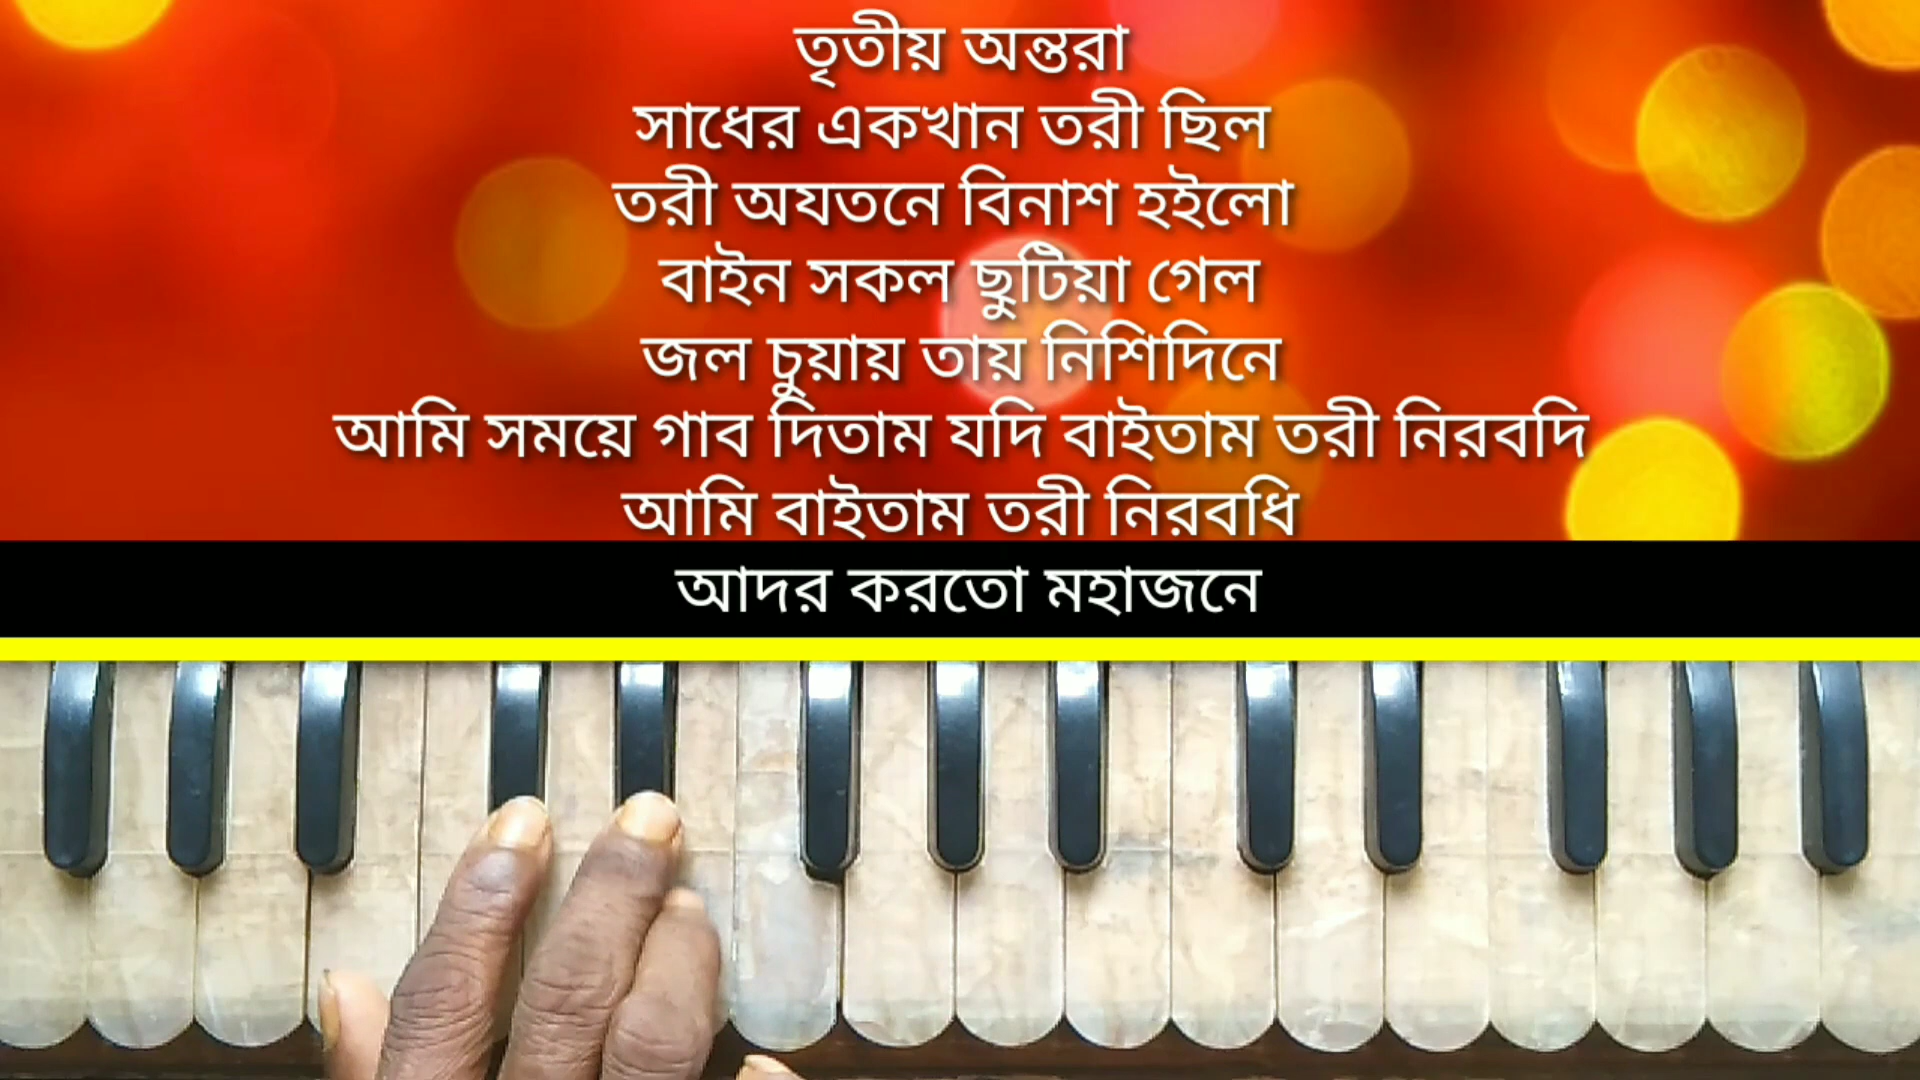 তৃতীয় অন্তরা
সাধের একখান তরী ছিল
তরী অযতনে বিনাশ হইলো
বাইন সকল ছুটিয়া গেল
জল চুয়ায় তায় নিশিদিনে
আমি সময়ে গাব দিতাম যদি বাইতাম তরী নিরবদি
আমি বাইতাম তরী নিরবধি
আদর করতো মহাজনে